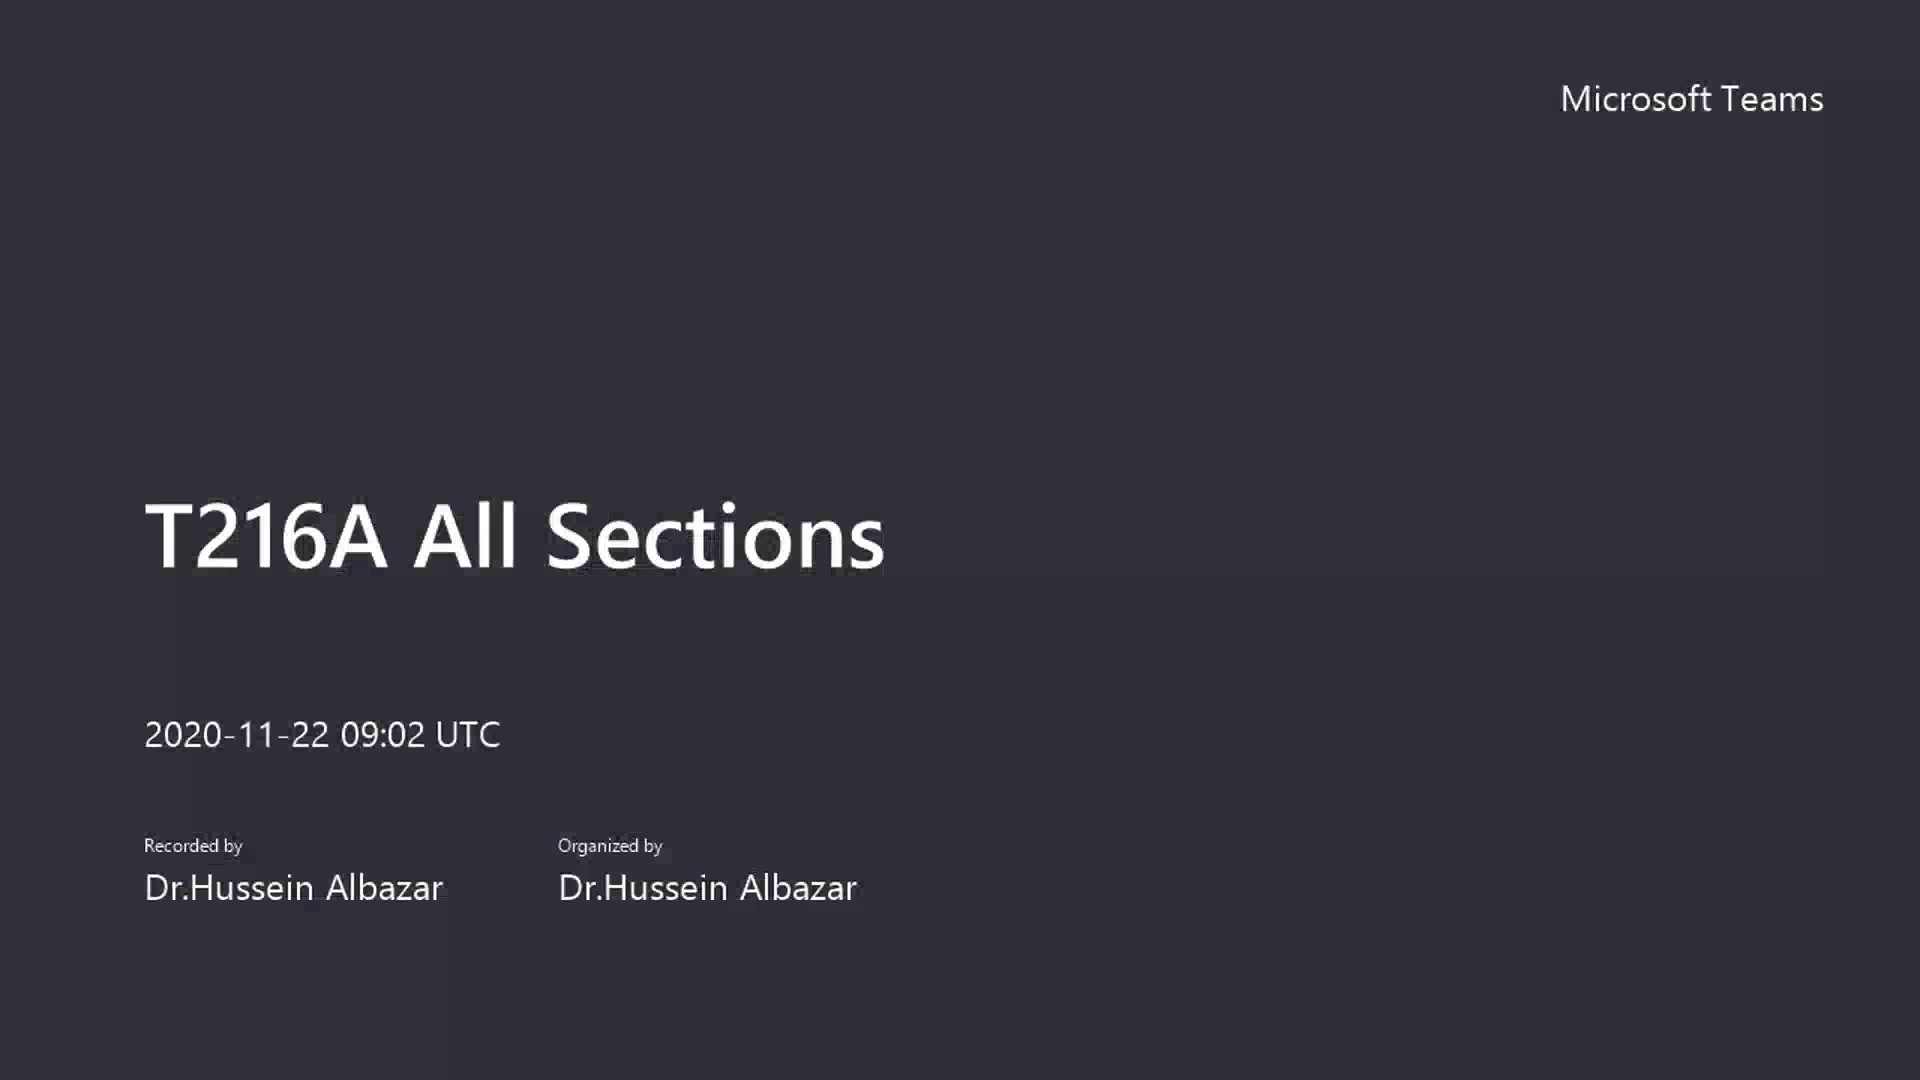 Microsoft Teams
T216A All Sections
2020-11-22 09:02 UTC
Recorded by
Dr.Hussein Albazar
Organized by
Dr.Hussein Albazar